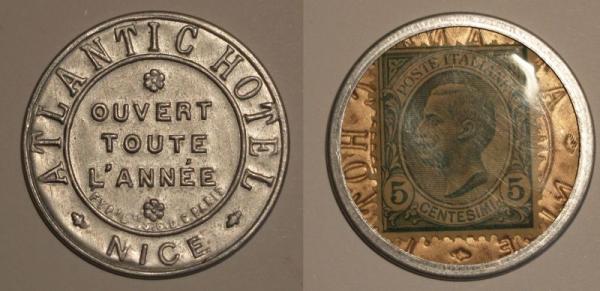 ATLANTIC HOTEL
OUVERT
TOUTE
L'ANNÉE
NICE
POSTE ITALIANE
5 5
CENTESIMI